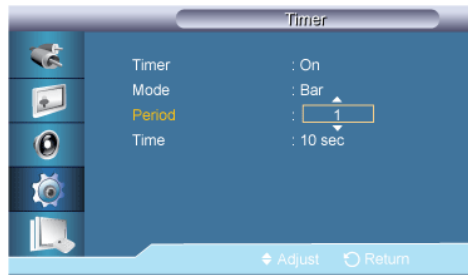 Timer
Timer : On
Mode : Bar
Period : 1
Time : 10 sec
Adjust Return